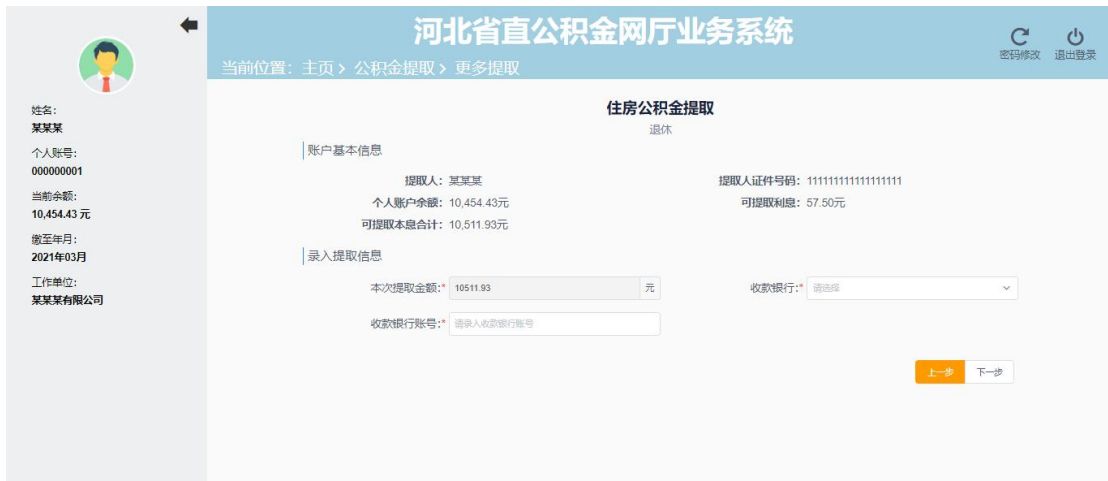 河北省直公积金网厅业务系统
密码修改 退出登录
当前位置：主页 > 公积金提取 > 更多提取
姓名:
某某某
个人账号:
000000001
当前余额:
10,454.43 元
缴至年月:
2021年03月
工作单位:
某某某有限公司
住房公积金提取
退休
账户基本信息
提取人: 某某某 提取人证件号码: 111111111111111111
个人账户余额: 10,454.43元 可提取利息: 57.50元
可提取本息合计: 10,511.93元
录入提取信息
本次提取金额:* 10511.93 元 收款银行:* 请选择
收款银行账号:* 请录入收款银行账号
上一步 下一步